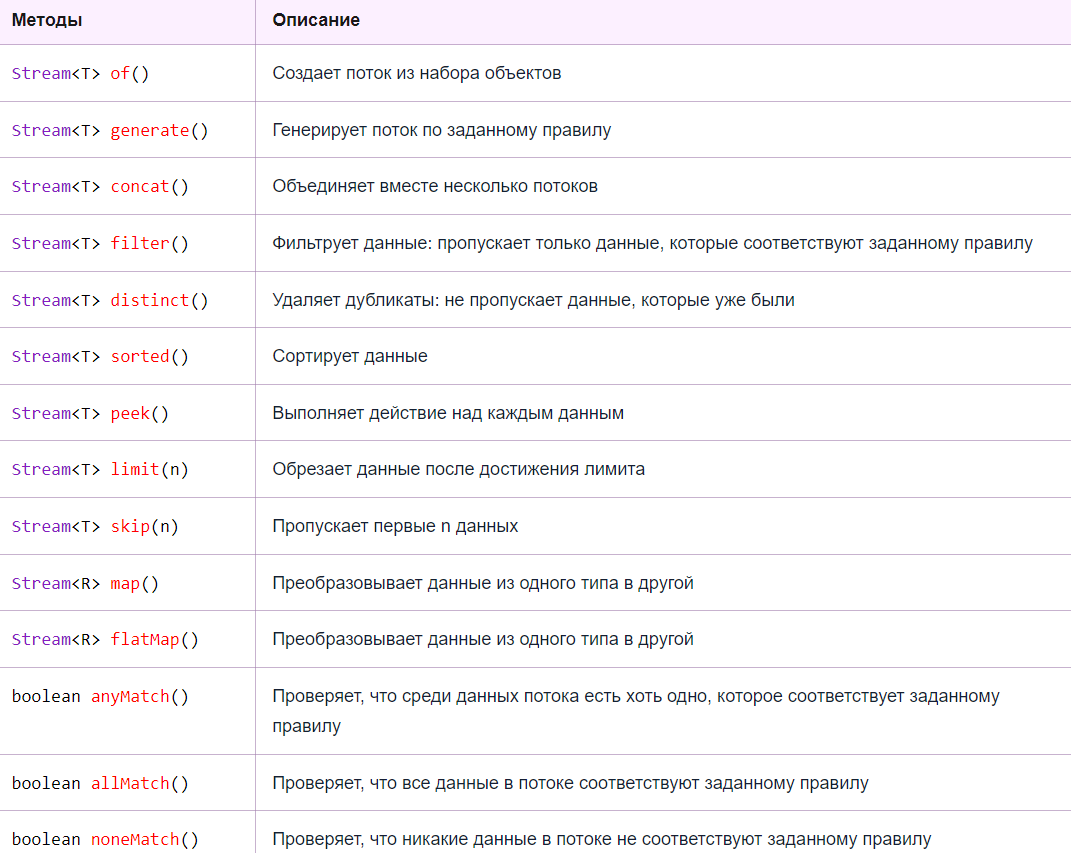 Методы Описание
Stream<T> of() Создает поток из набора объектов
Stream<T> generate() Генерирует поток по заданному правилу
Stream<T> concat() Объединяет вместе несколько потоков
Stream<T> filter() Фильтрует данные: пропускает только данные, которые соответствуют заданному правилу
Stream<T> distinct() Удаляет дубликаты: не пропускает данные, которые уже были
Stream<T> sorted() Сортирует данные
Stream<T> peek() Выполняет действие над каждым данным
Stream<T> limit(n) Обрезает данные после достижения лимита
Stream<T> skip(n) Пропускает первые n данных
Stream<R> map() Преобразовывает данные из одного типа в другой
Stream<R> flatMap() Преобразовывает данные из одного типа в другой
boolean anyMatch() Проверяет, что среди данных потока есть хоть одно, которое соответствует заданному
правилу
boolean allMatch() Проверяет, что все данные в потоке соответствуют заданному правилу
boolean noneMatch() Проверяет, что никакие данные в потоке не соответствуют заданному правилу